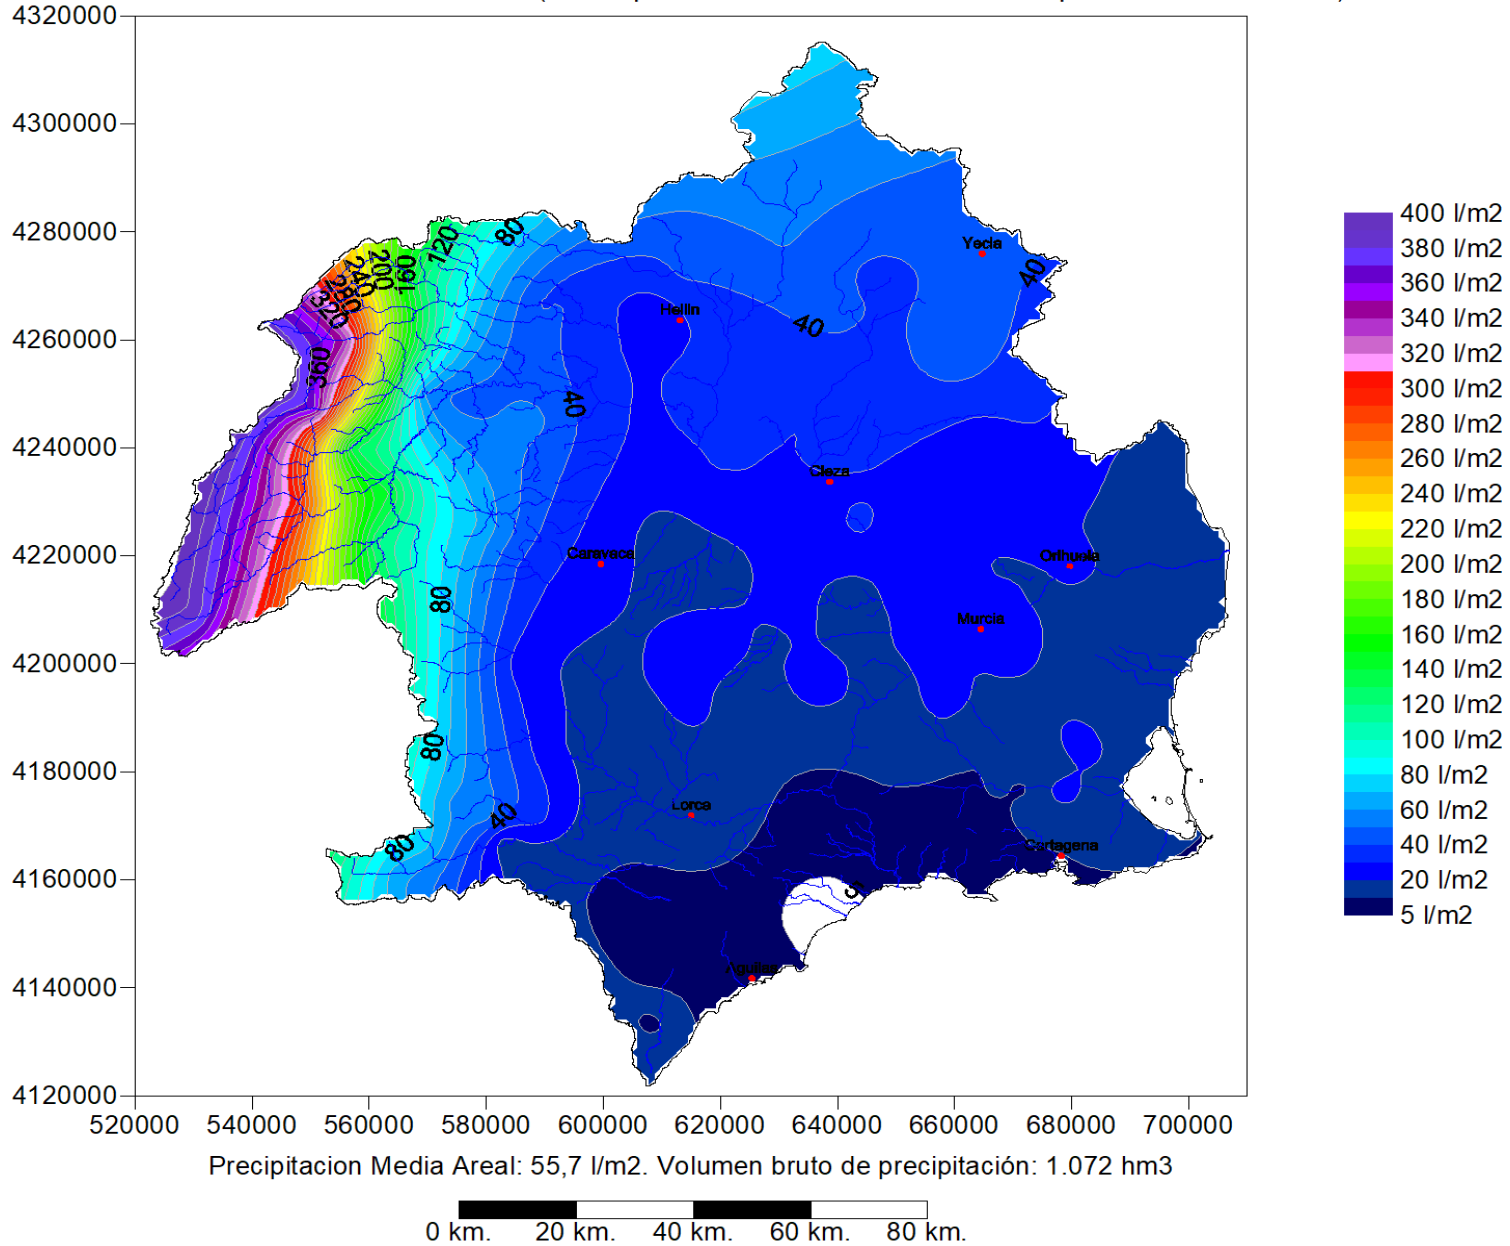 4320000
4300000
4280000
4260000
4240000
4220000
4200000
4180000
4160000
4140000
4120000
520000 540000 560000 580000 600000 620000 640000 660000 680000 700000
80
120
160
200
240
280
320
360
40
40
40
80
80
80
40
5
Yecla
Hellin
Cieza
Caravaca
Orihuela
Murcia
Lorca
Cartagena
Aguilas
400 l/m2
380 l/m2
360 l/m2
340 l/m2
320 l/m2
300 l/m2
280 l/m2
260 l/m2
240 l/m2
220 l/m2
200 l/m2
180 l/m2
160 l/m2
140 l/m2
120 l/m2
100 l/m2
80 l/m2
60 l/m2
40 l/m2
20 l/m2
5 l/m2
Precipitacion Media Areal: 55,7 l/m2. Volumen bruto de precipitación: 1.072 hm3
0 km. 20 km. 40 km. 60 km. 80 km.